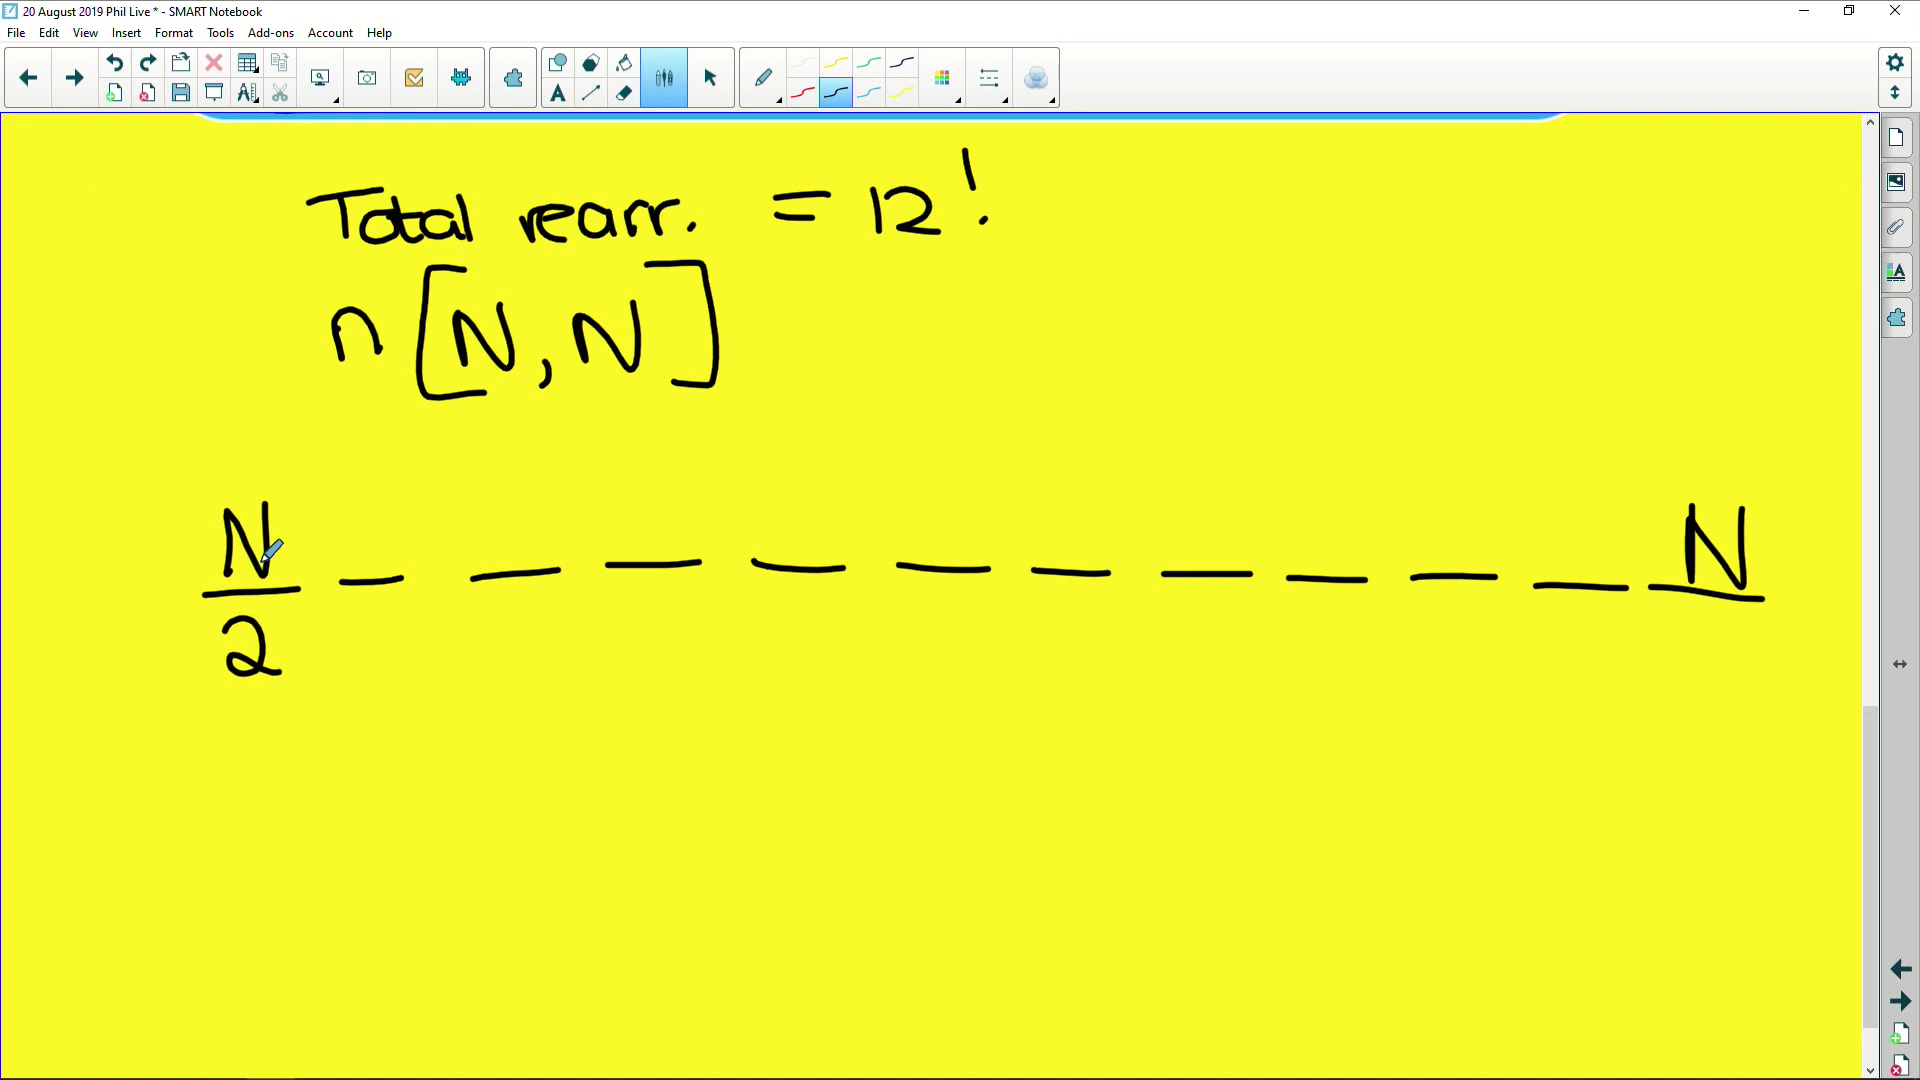 20 August 2019 Phil Live * - SMART Notebook
File Edit View Insert Format Tools Add-ons Account Help
Total rearr. = 12!
n[N, N]
N _ _ _ _ _ _ _ _ _ _ N
2